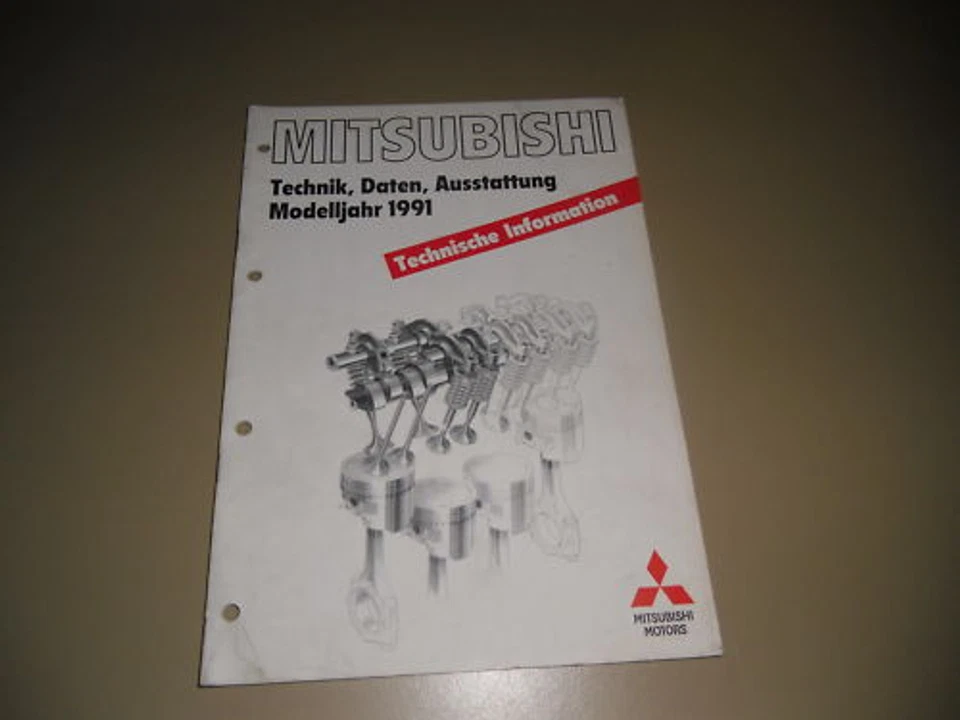 MITSUBISHI
Technik, Daten, Ausstattung
Modelljahr 1991
Technische Information
MITSUBISHI
MOTORS